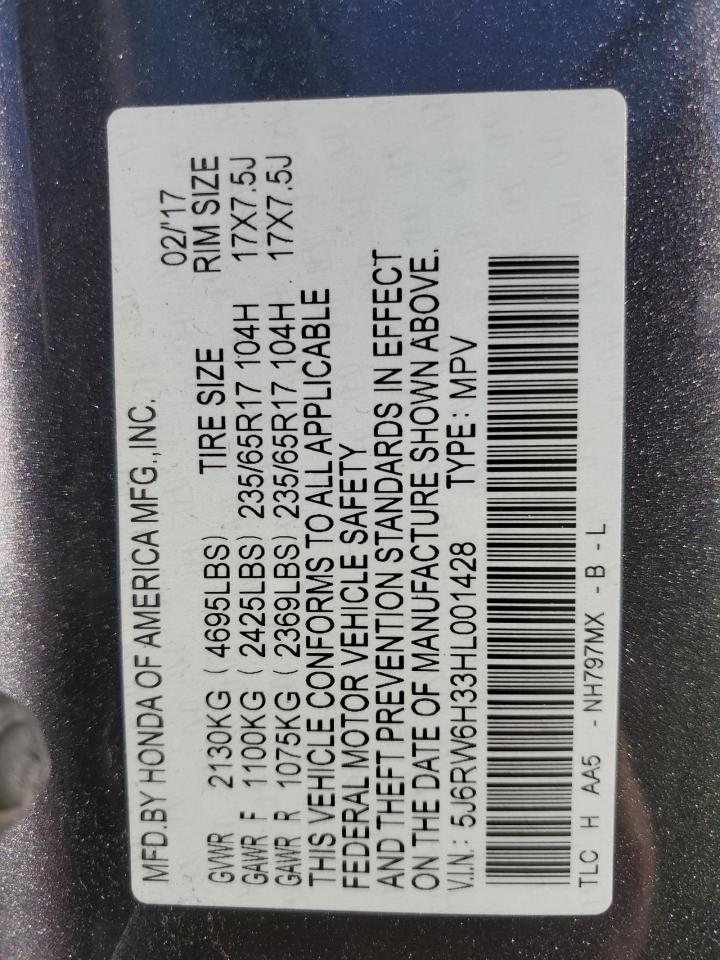 MFD.BY HONDA OF AMERICA MFG.,INC. 02/'17
TIRE SIZE RIM SIZE
GVWR 2130KG ( 4695LBS)
GAWR F 1100KG ( 2425LBS) 235/65R17 104H 17X7.5J
GAWR R 1075KG ( 2369LBS) 235/65R17 104H 17X7.5J
THIS VEHICLE CONFORMS TO ALL APPLICABLE
FEDERAL MOTOR VEHICLE SAFETY
AND THEFT PREVENTION STANDARDS IN EFFECT
ON THE DATE OF MANUFACTURE SHOWN ABOVE.
V.I.N.: 5J6RW6H33HL001428 TYPE: MPV
TLC H AA5 - NH797MX - B - L